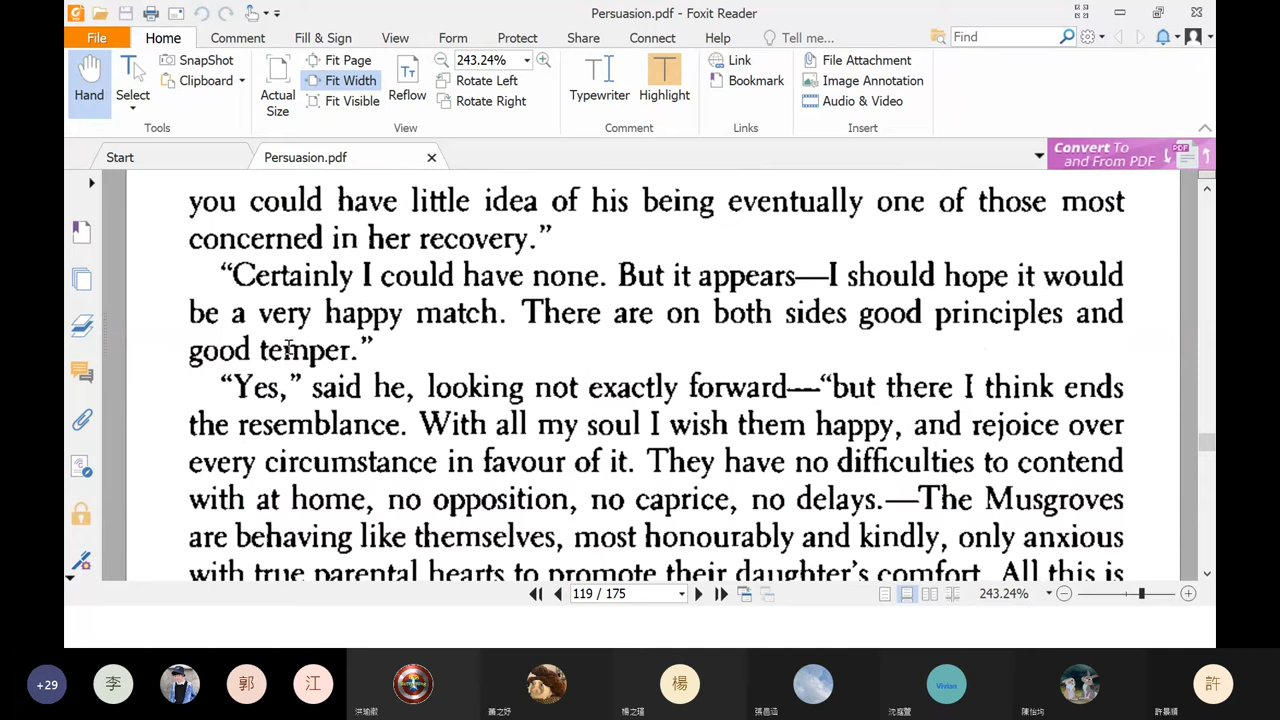 Persuasion.pdf - Foxit Reader
File Home Comment Fill & Sign View Form Protect Share Connect Help Tell me... Find
Hand
Select
SnapShot
Clipboard
Tools
Actual Size
Fit Page
Fit Width
Fit Visible
Reflow
243.24%
Rotate Left
Rotate Right
View
Typewriter
Highlight
Comment
Link
Bookmark
Links
File Attachment
Image Annotation
Audio & Video
Insert
Start
Persuasion.pdf
Convert To
and From PDF
PDF
you could have little idea of his being eventually one of those most
concerned in her recovery.”
“Certainly I could have none. But it appears—I should hope it would
be a very happy match. There are on both sides good principles and
good temper.”
“Yes,” said he, looking not exactly forward—“but there I think ends
the resemblance. With all my soul I wish them happy, and rejoice over
every circumstance in favour of it. They have no difficulties to contend
with at home, no opposition, no caprice, no delays.—The Musgroves
are behaving like themselves, most honourably and kindly, only anxious
with true parental hearts to promote their daughter’s comfort. All this is
119 / 175
243.24%
+29
李
郭
江
楊
Vivian
許
楊之瑾
陳怡均